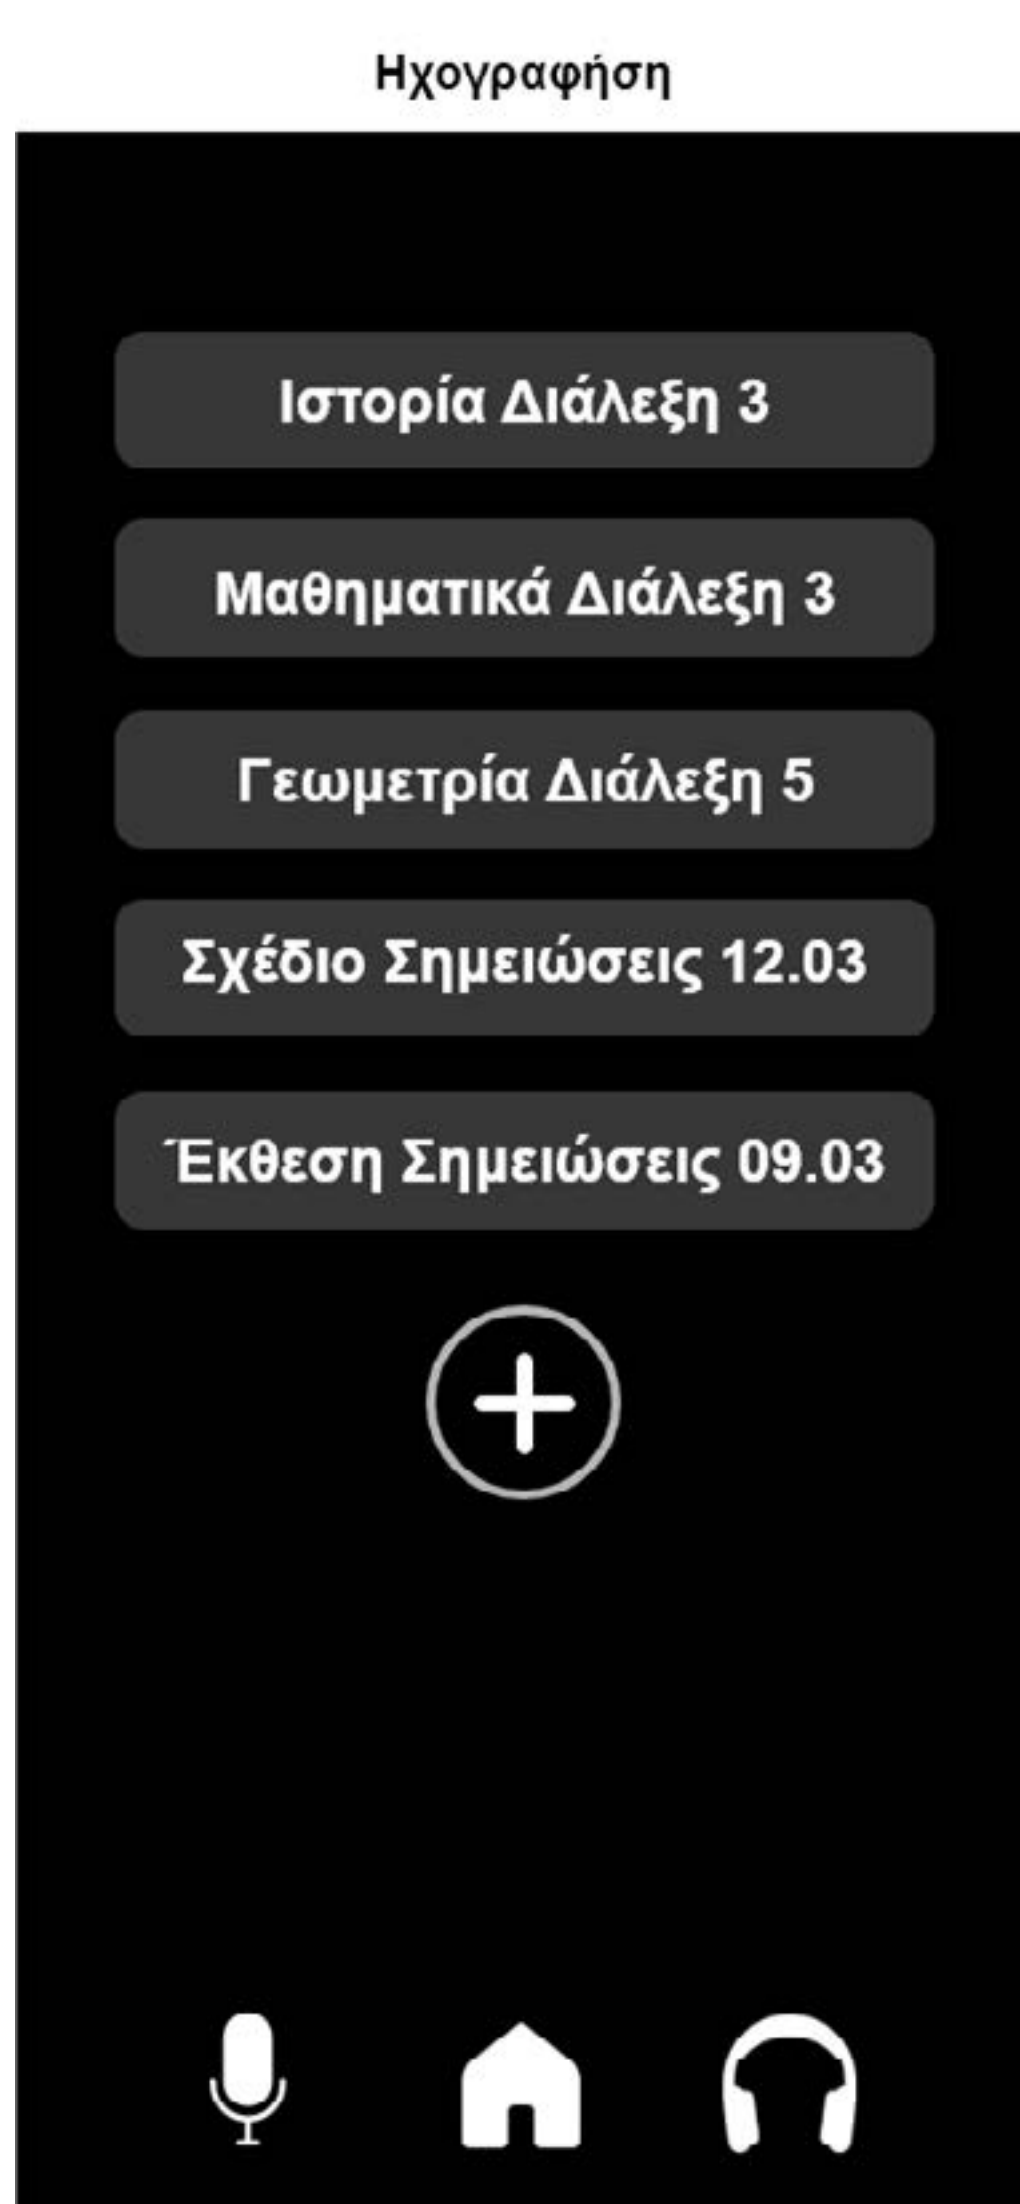 Ηχογραφήση
Ιστορία Διάλεξη 3
Μαθηματικά Διάλεξη 3
Γεωμετρία Διάλεξη 5
Σχέδιο Σημειώσεις 12.03
Έκθεση Σημειώσεις 09.03